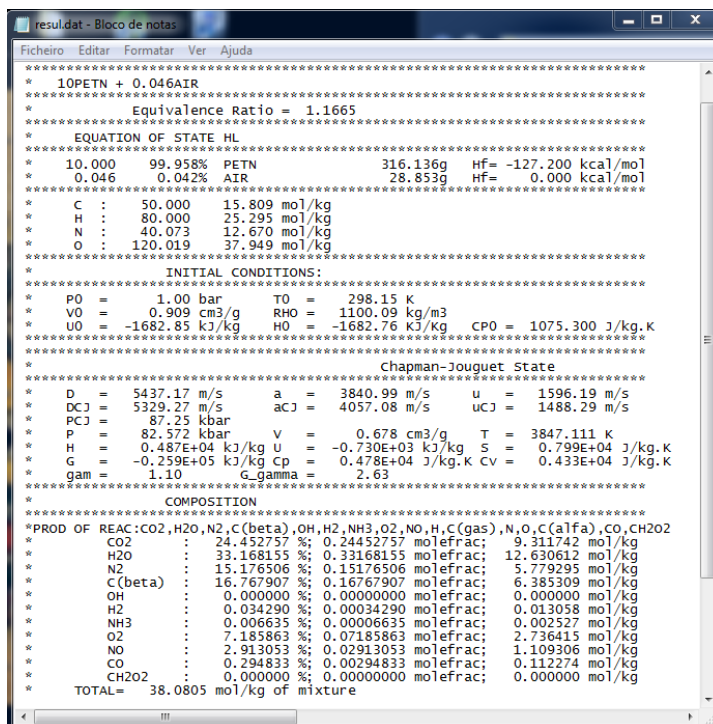 resul.dat - Bloco de notas
Ficheiro Editar Formatar Ver Ajuda
*******************************************************************************
* 10PETN + 0.046AIR
*******************************************************************************
* Equivalence Ratio = 1.1665
*******************************************************************************
* EQUATION OF STATE HL
*******************************************************************************
* 10.000 99.958% PETN 316.136g Hf= -127.200 kcal/mol
* 0.046 0.042% AIR 28.853g Hf= 0.000 kcal/mol
*******************************************************************************
* C : 50.000 15.809 mol/kg
* H : 80.000 25.295 mol/kg
* N : 40.073 12.670 mol/kg
* O : 120.019 37.949 mol/kg
*******************************************************************************
* INITIAL CONDITIONS:
*******************************************************************************
* P0 = 1.00 bar T0 = 298.15 K
* V0 = 0.909 cm3/g RHO = 1100.09 kg/m3
* U0 = -1682.85 kJ/kg H0 = -1682.76 KJ/Kg CP0 = 1075.300 J/kg.K
*******************************************************************************
*******************************************************************************
* Chapman-Jouguet State
*******************************************************************************
* D = 5437.17 m/s a = 3840.99 m/s u = 1596.19 m/s
* DCJ = 5329.27 m/s aCJ = 4057.08 m/s uCJ = 1488.29 m/s
* PCJ = 87.25 kbar
* P = 82.572 kbar V = 0.678 cm3/g T = 3847.111 K
* H = 0.487E+04 kJ/kg U = -0.730E+03 kJ/kg S = 0.799E+04 J/kg.K
* G = -0.259E+05 kJ/kg Cp = 0.478E+04 J/kg.K Cv = 0.433E+04 J/kg.K
* gam = 1.10 G_gamma = 2.63
*******************************************************************************
* COMPOSITION
*******************************************************************************
*PROD OF REAC:CO2,H2O,N2,C(beta),OH,H2,NH3,O2,NO,H,C(gas),N,O,C(alfa),CO,CH2O2
* CO2 : 24.452757 %; 0.24452757 molefrac; 9.311742 mol/kg
* H2O : 33.168155 %; 0.33168155 molefrac; 12.630612 mol/kg
* N2 : 15.176506 %; 0.15176506 molefrac; 5.779295 mol/kg
* C(beta) : 16.767907 %; 0.16767907 molefrac; 6.385309 mol/kg
* OH : 0.000000 %; 0.00000000 molefrac; 0.000000 mol/kg
* H2 : 0.034290 %; 0.00034290 molefrac; 0.013058 mol/kg
* NH3 : 0.006635 %; 0.00006635 molefrac; 0.002527 mol/kg
* O2 : 7.185863 %; 0.07185863 molefrac; 2.736415 mol/kg
* NO : 2.913053 %; 0.02913053 molefrac; 1.109306 mol/kg
* CO : 0.294833 %; 0.00294833 molefrac; 0.112274 mol/kg
* CH2O2 : 0.000000 %; 0.00000000 molefrac; 0.000000 mol/kg
* TOTAL= 38.0805 mol/kg of mixture